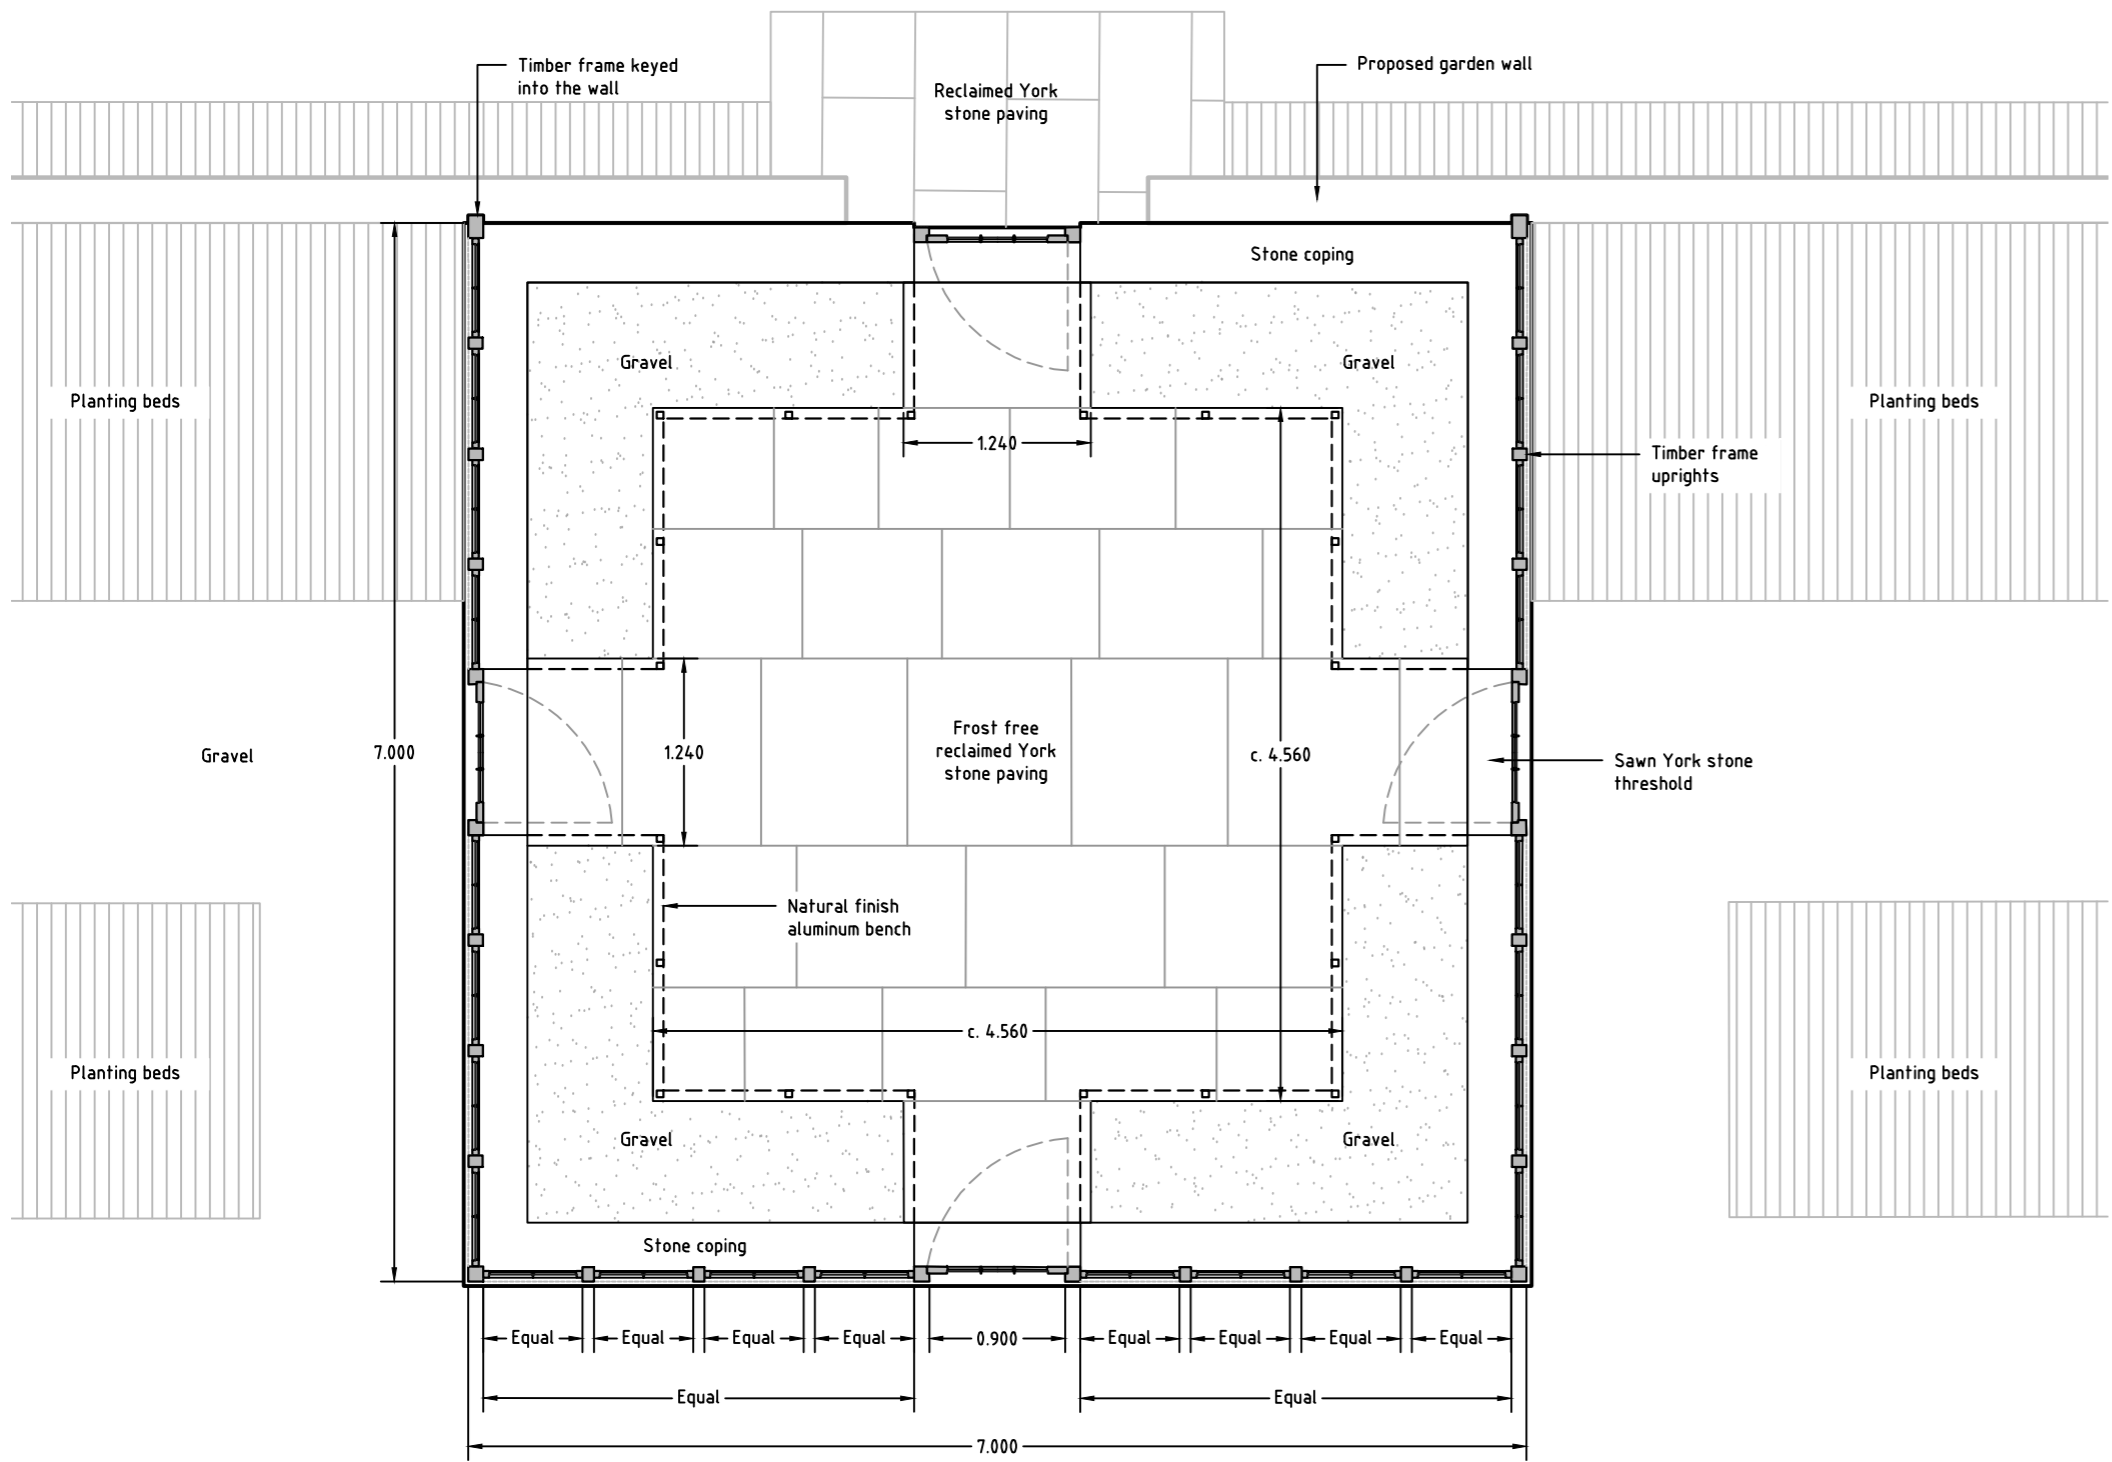 Timber frame keyed
into the wall
Reclaimed York
stone paving
Proposed garden wall
Stone coping
Gravel
Gravel
Planting beds
Planting beds
1.240
Timber frame
uprights
Gravel
7.000
1.240
Frost free
reclaimed York
stone paving
c. 4.560
Sawn York stone
threshold
Natural finish
aluminum bench
c. 4.560
Planting beds
Planting beds
Gravel
Gravel
Stone coping
Equal
Equal
Equal
Equal
0.900
Equal
Equal
Equal
Equal
Equal
Equal
7.000